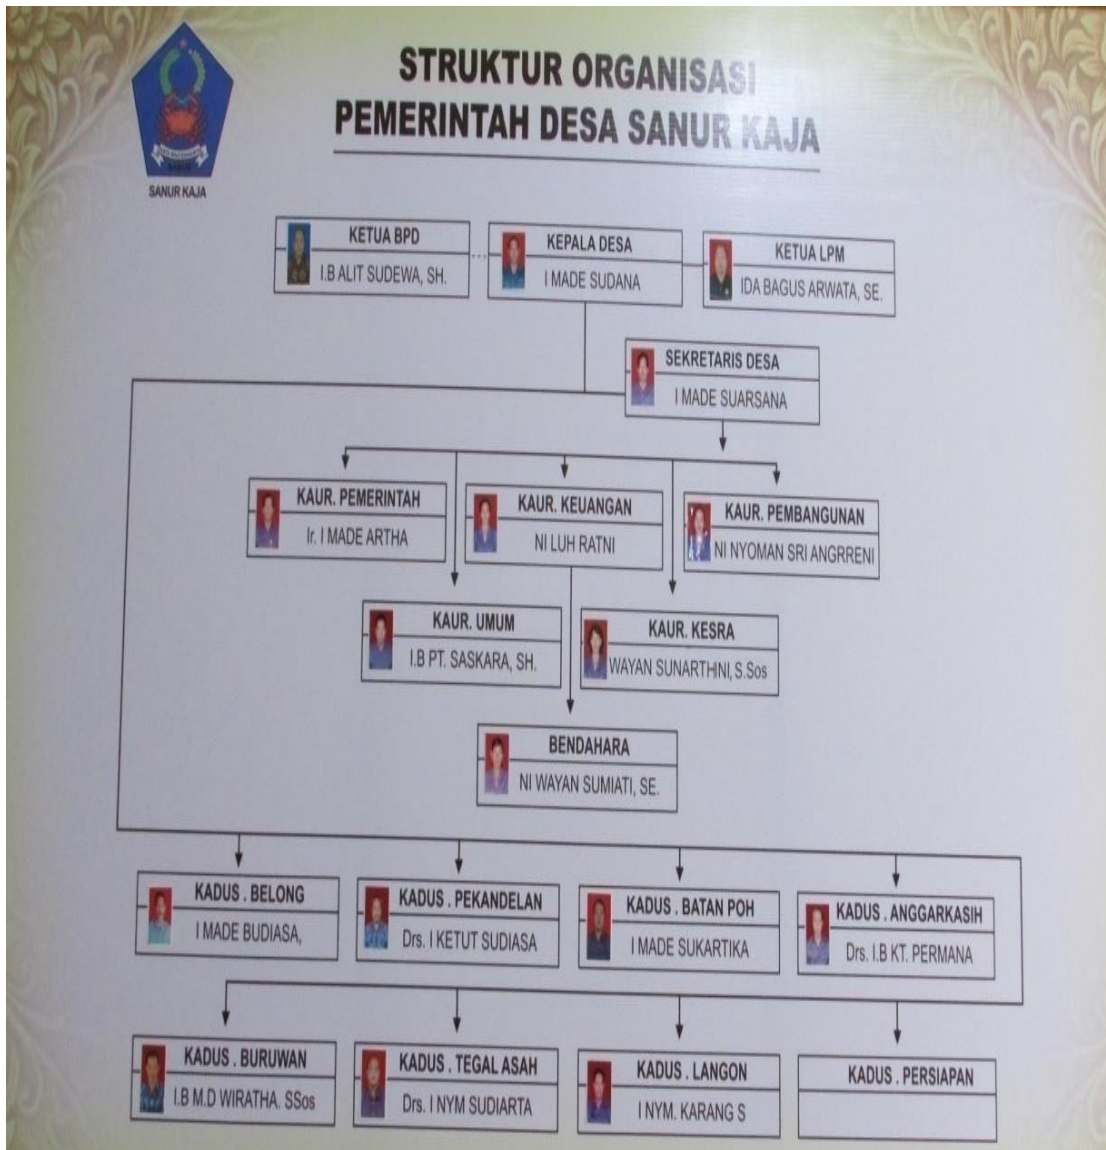 STRUKTUR ORGANISASI
PEMERINTAH DESA SANUR KAJA
SANUR KAJA
KETUA BPD
I.B ALIT SUDEWA, SH.
KEPALA DESA
I MADE SUDANA
KETUA LPM
IDA BAGUS ARWATA, SE.
SEKRETARIS DESA
I MADE SUARSANA
KAUR. PEMERINTAH
Ir. I MADE ARTHA
KAUR. KEUANGAN
NI LUH RATNI
KAUR. PEMBANGUNAN
NI NYOMAN SRI ANGRRENI
KAUR. UMUM
I.B PT. SASKARA, SH.
KAUR. KESRA
WAYAN SUNARTHINI, S.Sos
BENDAHARA
NI WAYAN SUMIATI, SE.
KADUS . BELONG
I MADE BUDIASA,
KADUS . PEKANDELAN
Drs. I KETUT SUDIASA
KADUS . BATAN POH
I MADE SUKARTIKA
KADUS . ANGGARKASIH
Drs. I.B KT. PERMANA
KADUS . BURUWAN
I.B M.D WIRATHA. SSos
KADUS . TEGAL ASAH
Drs. I NYM SUDIARTA
KADUS . LANGON
I NYM. KARANG S
KADUS . PERSIAPAN